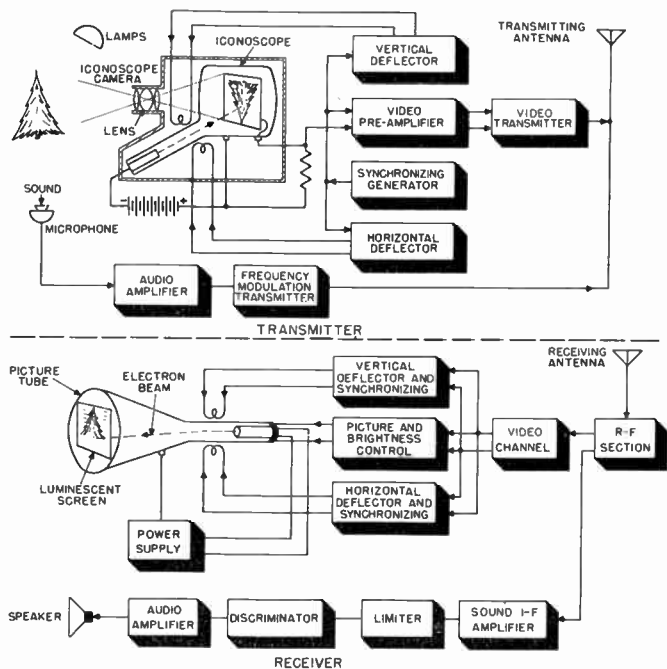 LAMPS
ICONOSCOPE
ICONOSCOPE
CAMERA
LENS
VERTICAL
DEFLECTOR
TRANSMITTING
ANTENNA
VIDEO
PRE-AMPLIFIER
VIDEO
TRANSMITTER
SYNCHRONIZING
GENERATOR
HORIZONTAL
DEFLECTOR
- +
SOUND
MICROPHONE
AUDIO
AMPLIFIER
FREQUENCY
MODULATION
TRANSMITTER
TRANSMITTER
PICTURE
TUBE
ELECTRON
BEAM
LUMINESCENT
SCREEN
POWER
SUPPLY
VERTICAL
DEFLECTOR AND
SYNCHRONIZING
PICTURE AND
BRIGHTNESS
CONTROL
HORIZONTAL
DEFLECTOR AND
SYNCHRONIZING
VIDEO
CHANNEL
RECEIVING
ANTENNA
R-F
SECTION
SPEAKER
AUDIO
AMPLIFIER
DISCRIMINATOR
LIMITER
SOUND I-F
AMPLIFIER
RECEIVER